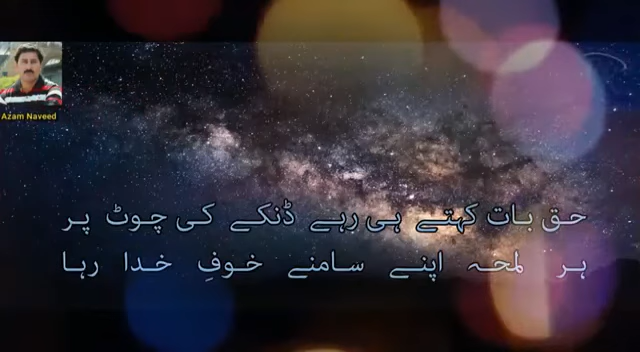 Azam Naveed
حق بات کہتے ہی رہے ڈنکے کی چوٹ پر
ہر لمحہ اپنے سامنے خوفِ خدا رہا